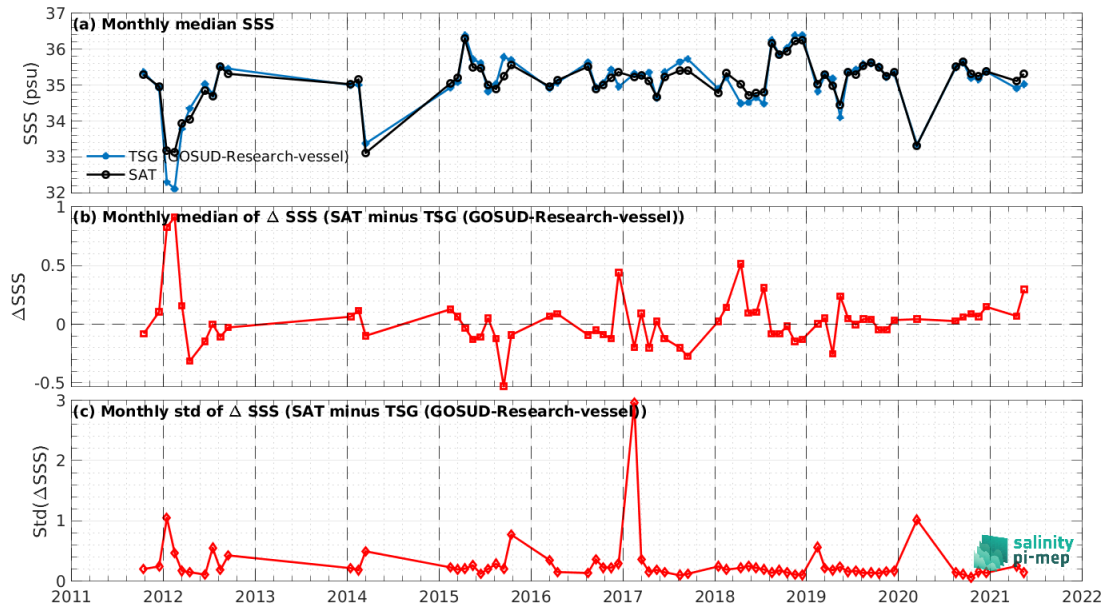 (a) Monthly median SSS
37
36
35
34
33
32
SSS (psu)
TSG (GOSUD-Research-vessel)
SAT
(b) Monthly median of Δ SSS (SAT minus TSG (GOSUD-Research-vessel))
1
0.5
0
-0.5
ΔSSS
(c) Monthly std of Δ SSS (SAT minus TSG (GOSUD-Research-vessel))
3
2
1
0
Std(ΔSSS)
salinity
pi-mep
2011 2012 2013 2014 2015 2016 2017 2018 2019 2020 2021 2022